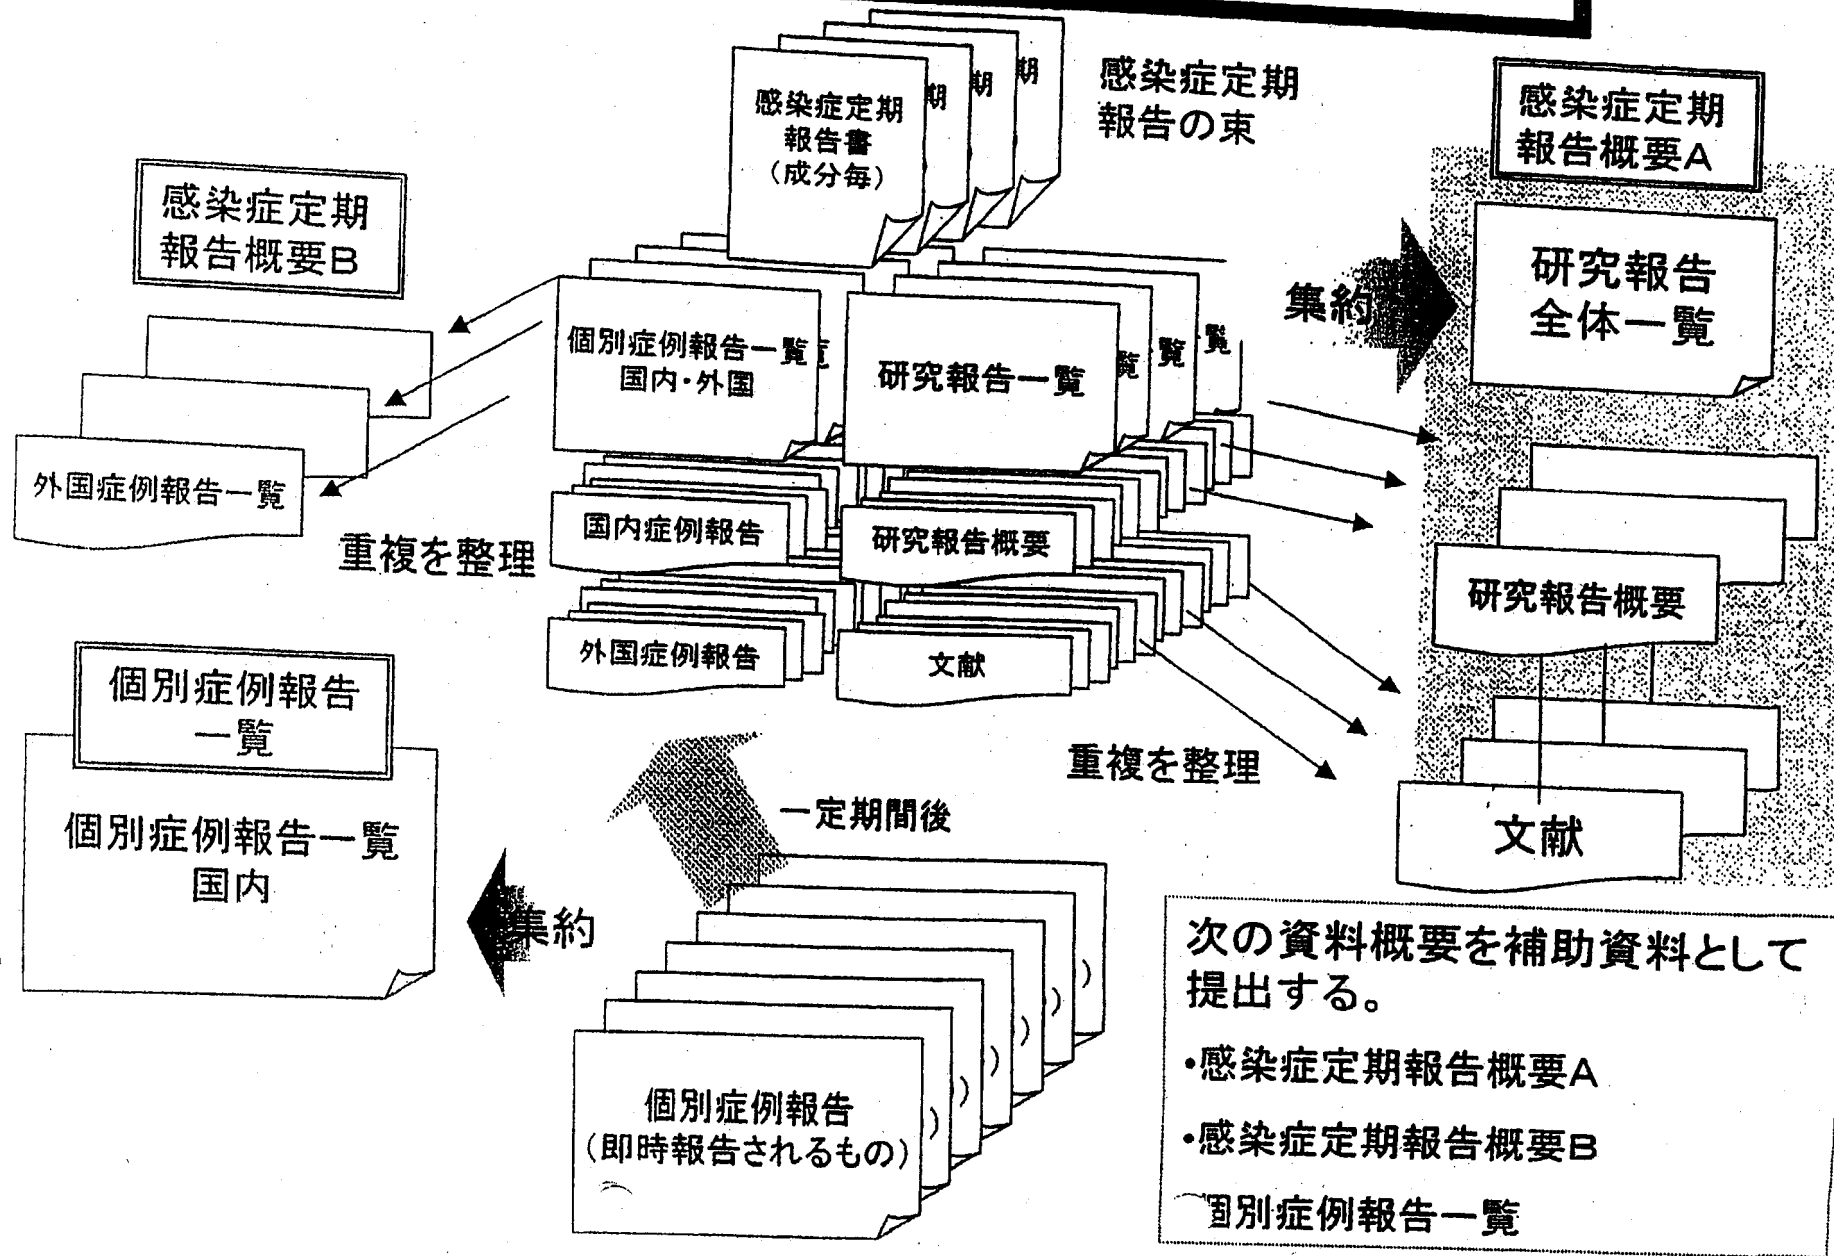 感染症定期
報告の束
感染症定期
報告書
（成分毎）
期
期
期
感染症定期
報告概要A
感染症定期
報告概要B
集約
研究報告
全体一覧
個別症例報告一覧
国内・外国
研究報告一覧
覧
覧
覧
外国症例報告一覧
重複を整理
国内症例報告
研究報告概要
研究報告概要
外国症例報告
文献
個別症例報告
一覧
重複を整理
一定期間後
文献
個別症例報告一覧
国内
集約
個別症例報告
（即時報告されるもの）
）
）
）
）
）
）
次の資料概要を補助資料として
提出する。
・感染症定期報告概要A
・感染症定期報告概要B
個別症例報告一覧